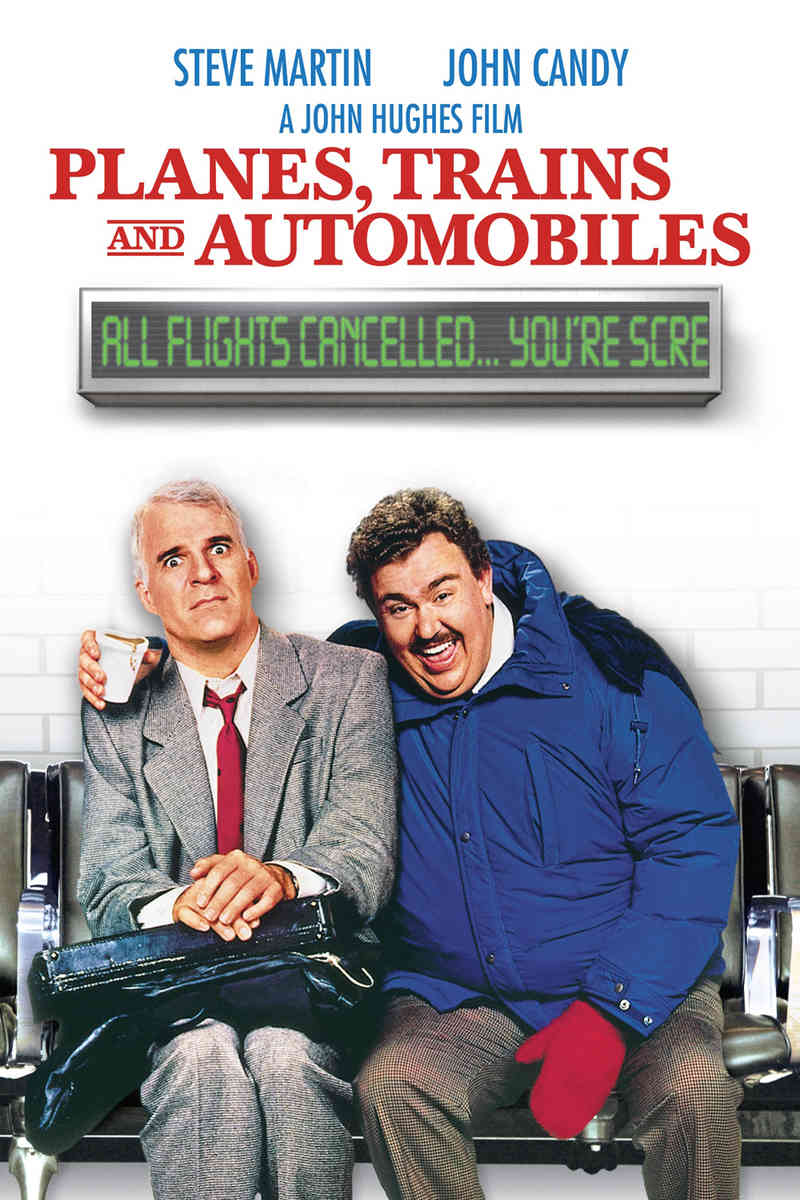 STEVE MARTIN JOHN CANDY
A JOHN HUGHES FILM
PLANES, TRAINS
AND AUTOMOBILES
ALL FLIGHTS CANCELLED... YOU'RE SCRE